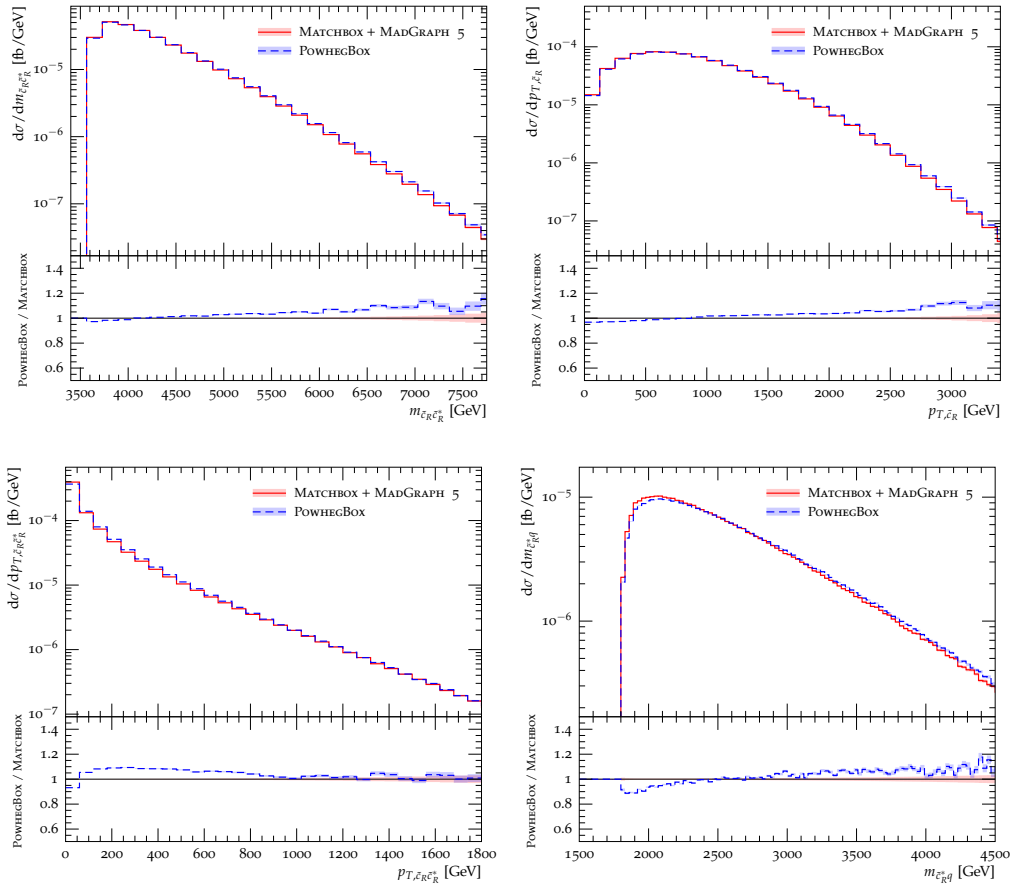 Matchbox + MadGraph 5
PowhegBox
dσ/dm_{c̃_R c̃_R^*} [fb/GeV]
10^{-5}
10^{-6}
10^{-7}
PowhegBox / Matchbox
1.4
1.2
1
0.8
0.6
3500 4000 4500 5000 5500 6000 6500 7000 7500
m_{c̃_R c̃_R^*} [GeV]
Matchbox + MadGraph 5
PowhegBox
dσ/dp_{T,c̃_R} [fb/GeV]
10^{-4}
10^{-5}
10^{-6}
10^{-7}
PowhegBox / Matchbox
1.4
1.2
1
0.8
0.6
0 500 1000 1500 2000 2500 3000
p_{T,c̃_R} [GeV]
Matchbox + MadGraph 5
PowhegBox
dσ/dp_{T,c̃_R c̃_R^*} [fb/GeV]
10^{-4}
10^{-5}
10^{-6}
10^{-7}
PowhegBox / Matchbox
1.4
1.2
1
0.8
0.6
0 200 400 600 800 1000 1200 1400 1600 1800
p_{T,c̃_R c̃_R^*} [GeV]
Matchbox + MadGraph 5
PowhegBox
dσ/dm_{c̃_R^* q} [fb/GeV]
10^{-5}
10^{-6}
PowhegBox / Matchbox
1.4
1.2
1
0.8
0.6
1500 2000 2500 3000 3500 4000 4500
m_{c̃_R^* q} [GeV]